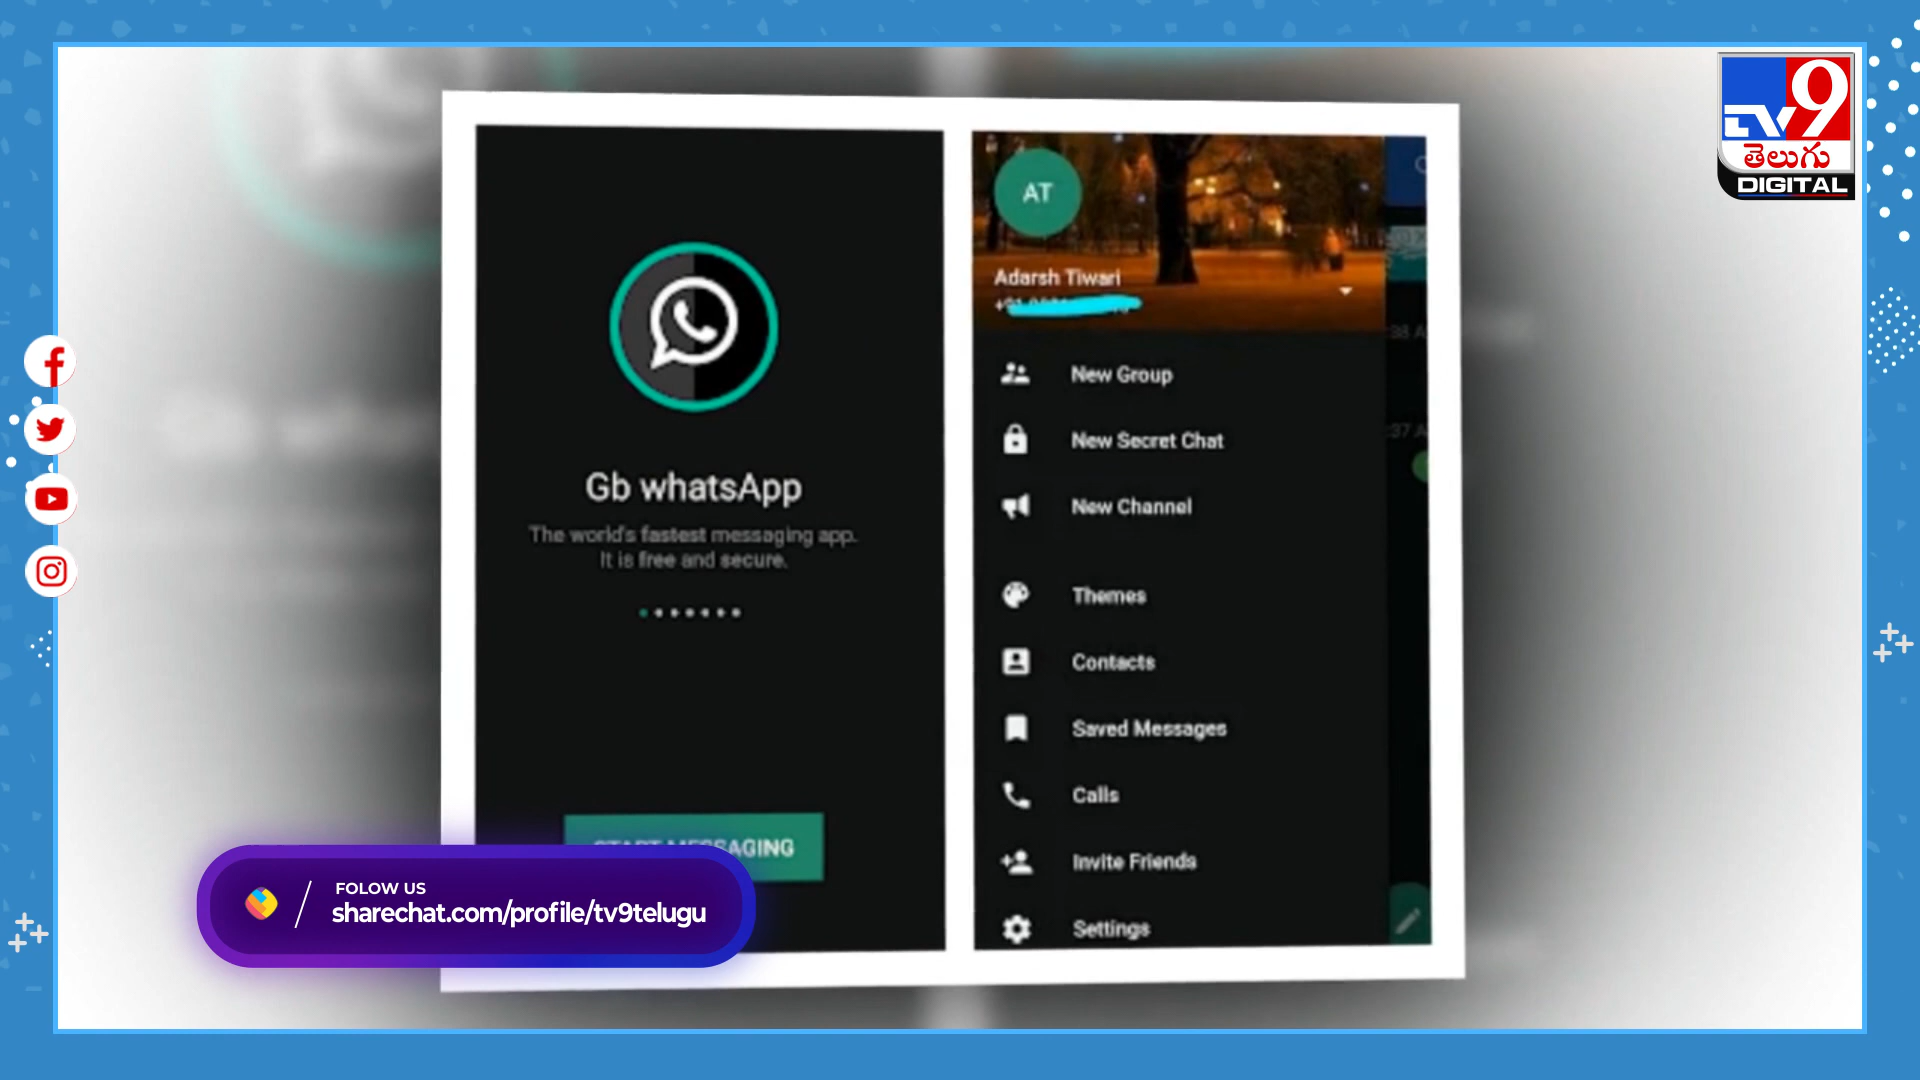 TV9
తెలుగు
DIGITAL
Gb whatsApp
The world's fastest messaging app.
It is free and secure.
AGING
AT
Adarsh Tiwari
New Group
New Secret Chat
New Channel
Themes
Contacts
Saved Messages
Calls
Invite Friends
Settings
FOLOW US
sharechat.com/profile/tv9telugu